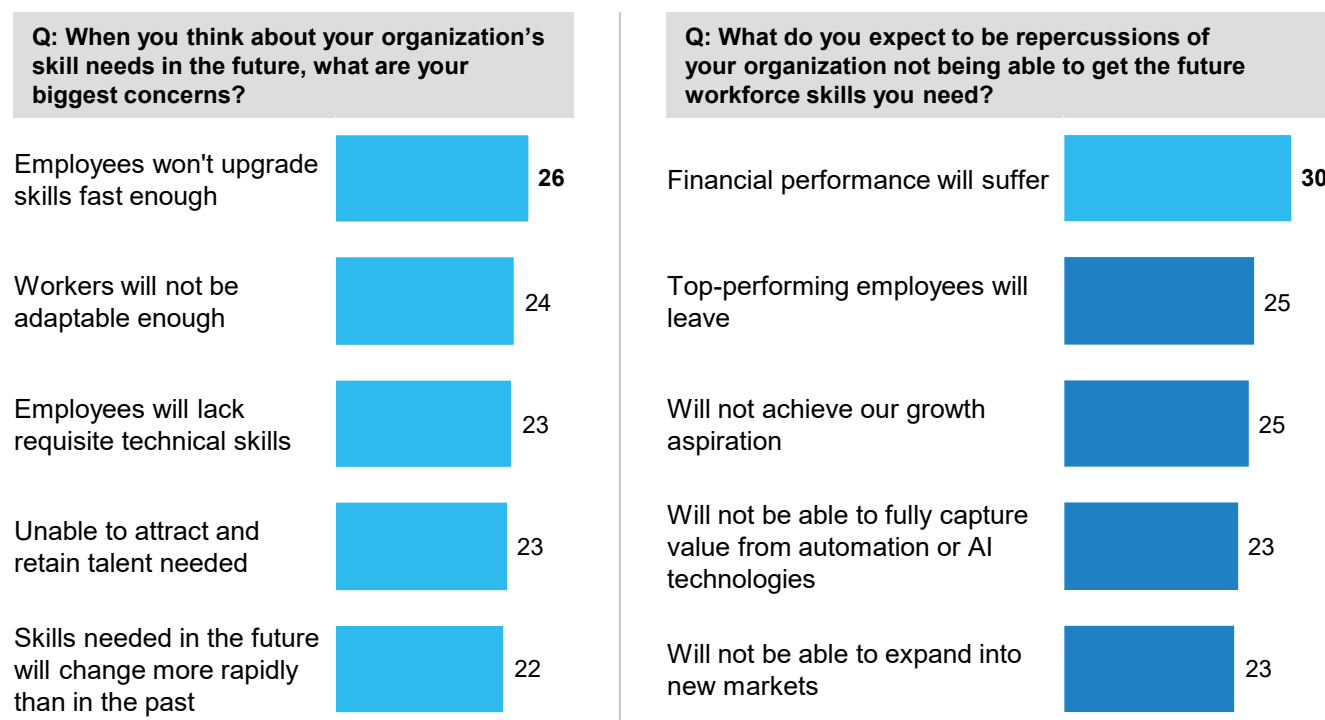 Q: When you think about your organization’s
skill needs in the future, what are your
biggest concerns?
Employees won't upgrade
skills fast enough
26
Workers will not be
adaptable enough
24
Employees will lack
requisite technical skills
23
Unable to attract and
retain talent needed
23
Skills needed in the future
will change more rapidly
than in the past
22
Q: What do you expect to be repercussions of
your organization not being able to get the future
workforce skills you need?
Financial performance will suffer
30
Top-performing employees will
leave
25
Will not achieve our growth
aspiration
25
Will not be able to fully capture
value from automation or AI
technologies
23
Will not be able to expand into
new markets
23